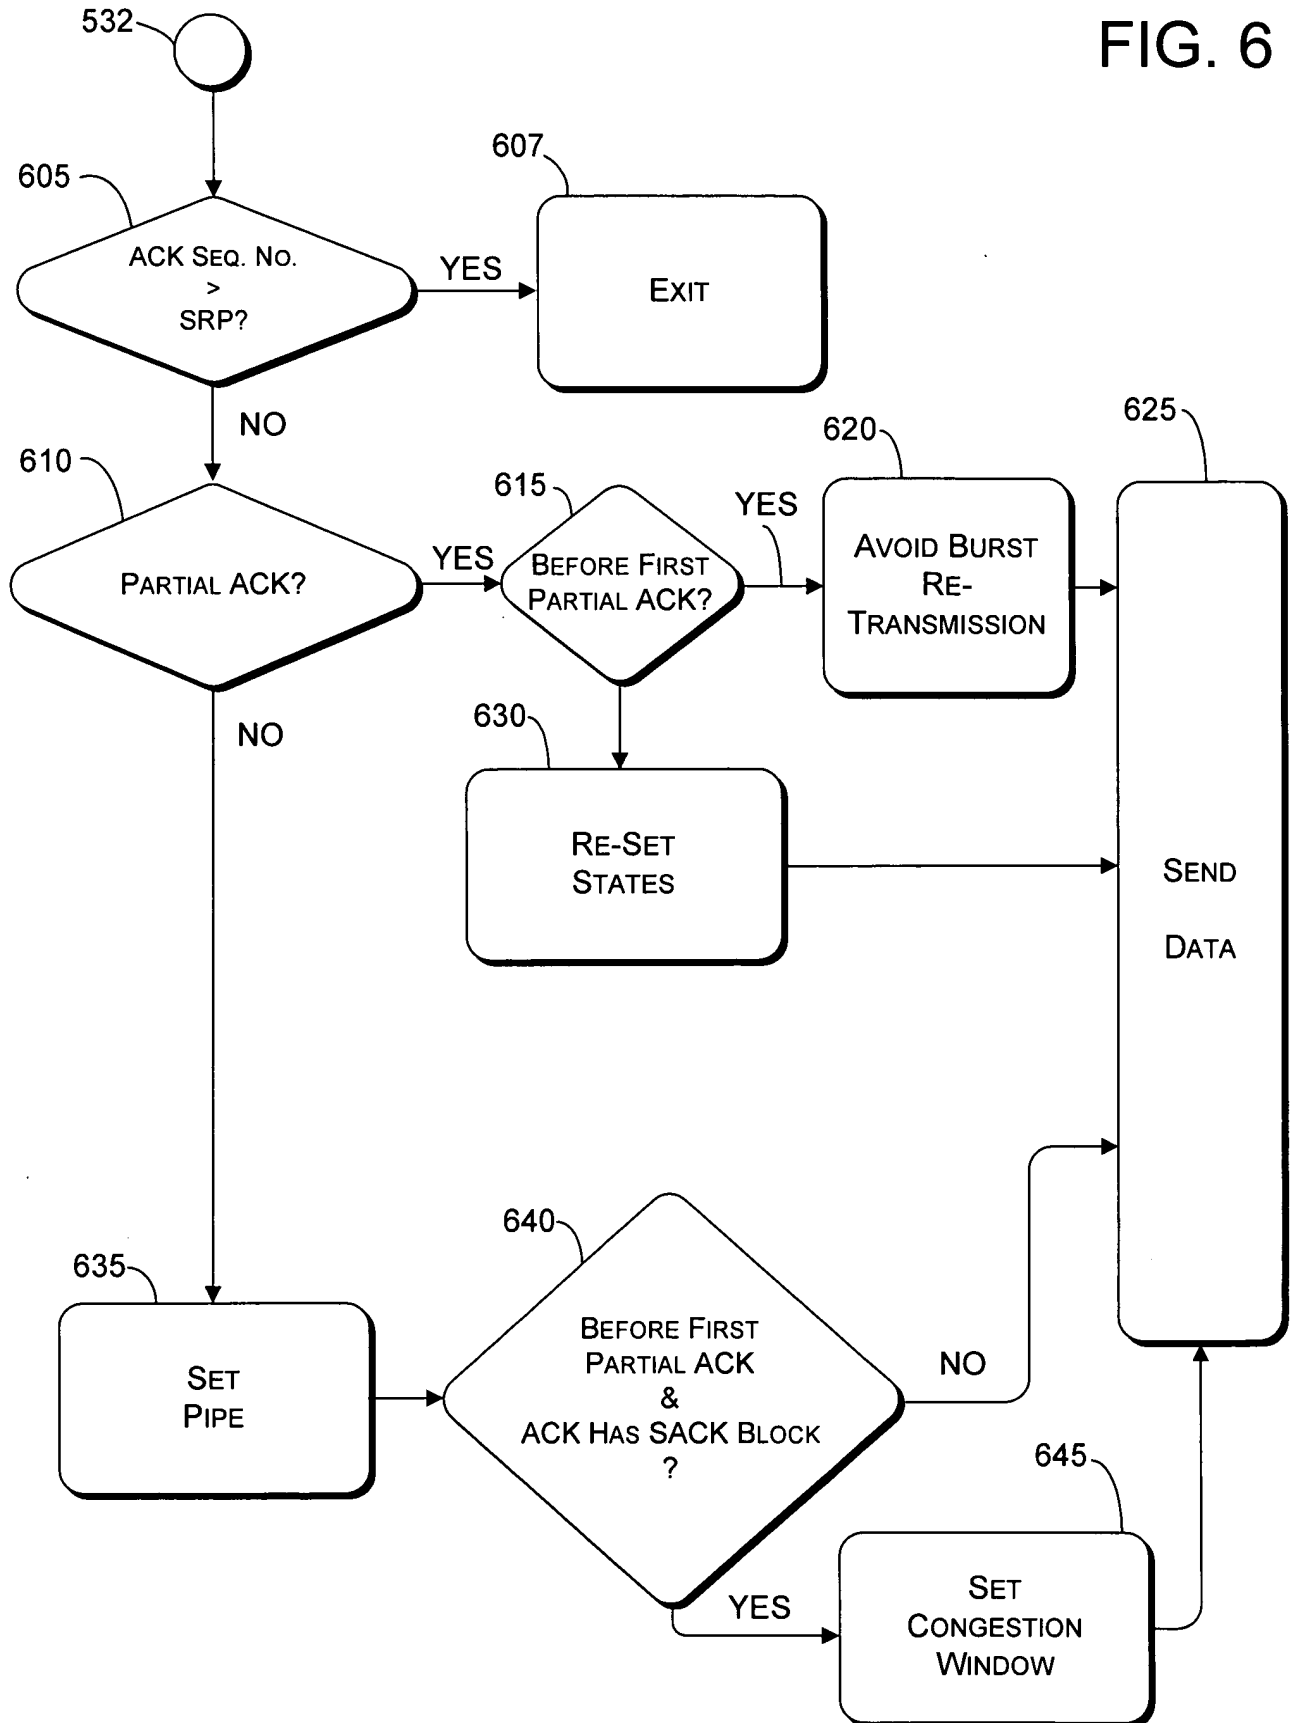 FIG. 6
532
605
ACK SEQ. NO.
>
SRP?
YES
607
EXIT
NO
610
PARTIAL ACK?
YES
615
BEFORE FIRST
PARTIAL ACK?
YES
620
AVOID BURST
RE-
TRANSMISSION
625
SEND
DATA
NO
630
RE-SET
STATES
635
SET
PIPE
640
BEFORE FIRST
PARTIAL ACK
&
ACK HAS SACK BLOCK
?
NO
YES
645
SET
CONGESTION
WINDOW